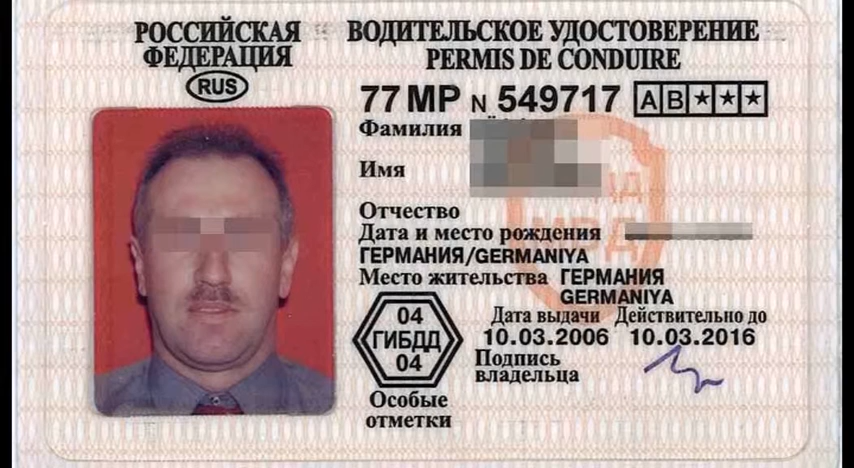 РОССИЙСКАЯ ФЕДЕРАЦИЯ
RUS
ВОДИТЕЛЬСКОЕ УДОСТОВЕРЕНИЕ
PERMIS DE CONDUIRE
77 МР N 549717 A B ★ ★ ★
Фамилия
Имя
Отчество
Дата и место рождения
ГЕРМАНИЯ/GERMANIYA
Место жительства ГЕРМАНИЯ
GERMANIYA
Дата выдачи Действительно до
10.03.2006 10.03.2016
04
ГИБДД
04
Подпись
владельца
Особые
отметки
МВД